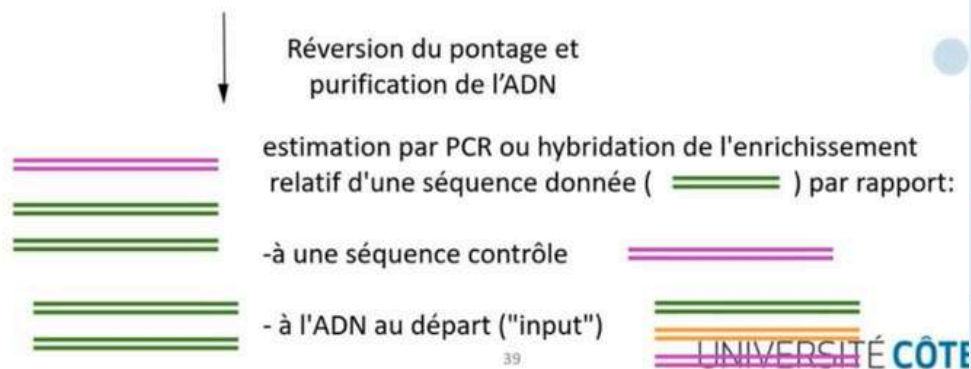 Réversion du pontage et
purification de l'ADN
estimation par PCR ou hybridation de l'enrichissement
relatif d'une séquence donnée ( ) par rapport:
-à une séquence contrôle
- à l'ADN au départ ("input")
39
UNIVERSITÉ CÔTE